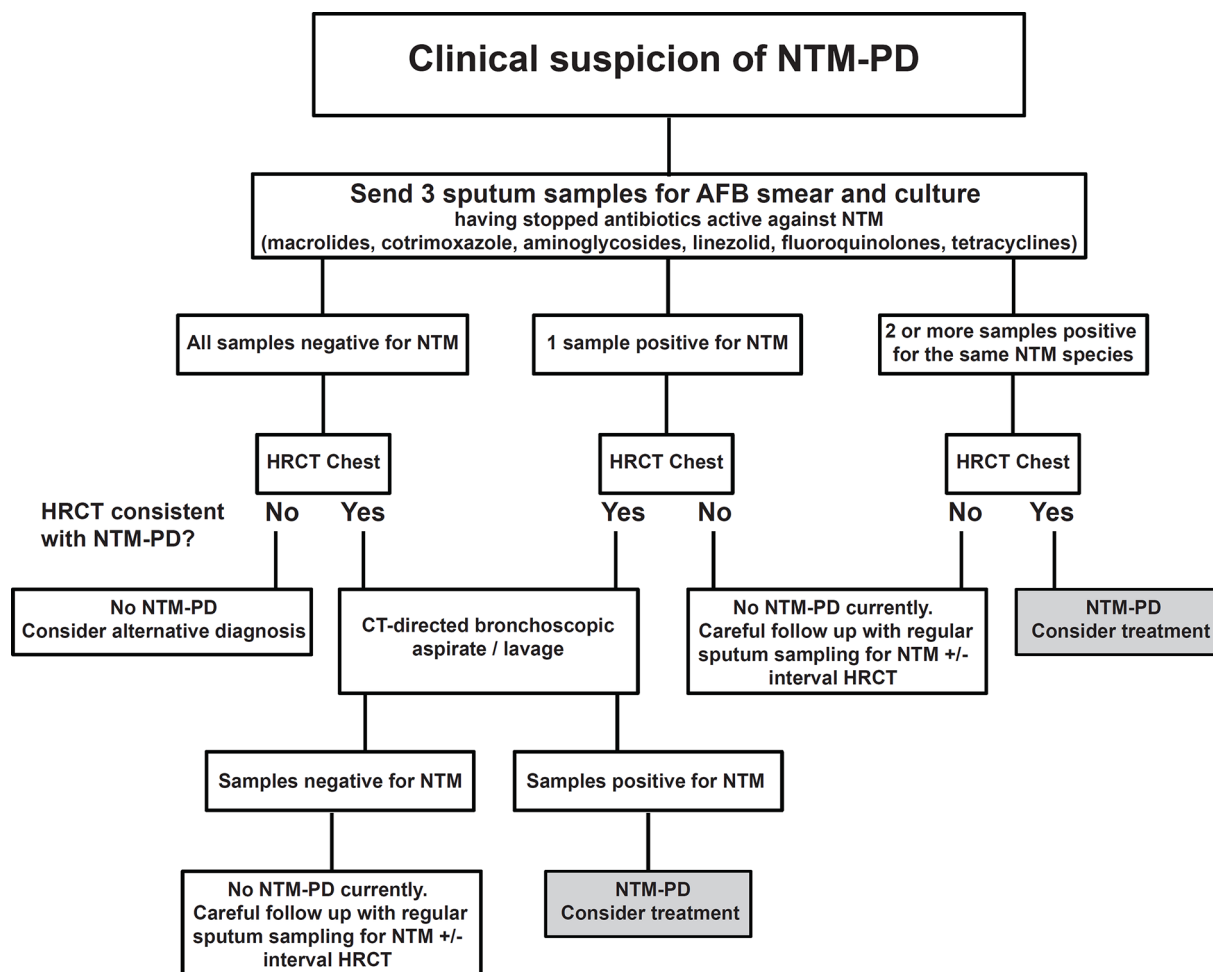 Clinical suspicion of NTM-PD
Send 3 sputum samples for AFB smear and culture
having stopped antibiotics active against NTM
(macrolides, cotrimoxazole, aminoglycosides, linezolid, fluoroquinolones, tetracyclines)
All samples negative for NTM
1 sample positive for NTM
2 or more samples positive
for the same NTM species
HRCT Chest
HRCT Chest
HRCT Chest
HRCT consistent
with NTM-PD?
No
Yes
Yes
No
No
Yes
No NTM-PD
Consider alternative diagnosis
CT-directed bronchoscopic
aspirate / lavage
No NTM-PD currently.
Careful follow up with regular
sputum sampling for NTM +/-
interval HRCT
NTM-PD
Consider treatment
Samples negative for NTM
Samples positive for NTM
No NTM-PD currently.
Careful follow up with regular
sputum sampling for NTM +/-
interval HRCT
NTM-PD
Consider treatment